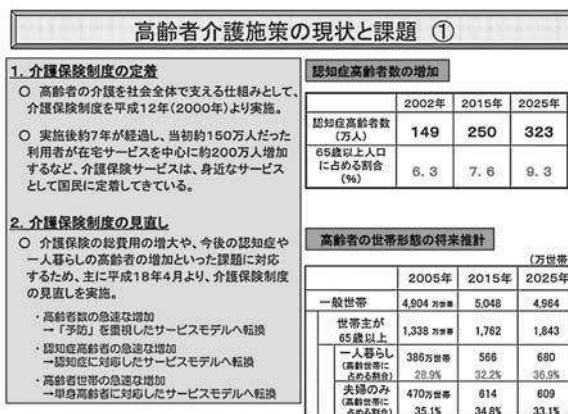 高齢者介護施策の現状と課題 ①
1. 介護保険制度の定着
○ 高齢者の介護を社会全体で支える仕組みとして、
介護保険制度を平成12年(2000年)より実施。
○ 実施後約7年が経過し、当初約150万人だった
利用者が在宅サービスを中心に約200万人増加
するなど、介護保険サービスは、身近なサービス
として国民に定着してきている。
2. 介護保険制度の見直し
○ 介護保険の総費用の増大や、今後の認知症や
一人暮らしの高齢者の増加といった課題に対応
するため、主に平成18年4月より、介護保険制度
の見直しを実施。
・高齢者数の急速な増加
→「予防」を重視したサービスモデルへ転換
・認知症高齢者の急速な増加
→認知症に対応したサービスモデルへ転換
・高齢者世帯の急速な増加
→単身高齢者に対応したサービスモデルへ転換
認知症高齢者数の増加
2002年 2015年 2025年
認知症高齢者数
(万人) 149 250 323
65歳以上人口
に占める割合
(%) 6.3 7.6 9.3
高齢者の世帯形態の将来推計
(万世帯
2005年 2015年 2025年
一般世帯 4,904 万世帯 5,048 4,964
世帯主が
65歳以上 1,338 万世帯 1,762 1,843
一人暮らし 386万世帯 566 680
(高齢世帯に
占める割合) 28.9% 32.2% 36.9%
夫婦のみ 470万世帯 614 609
(高齢世帯に
占める割合) 35.1% 34.8% 33.1%